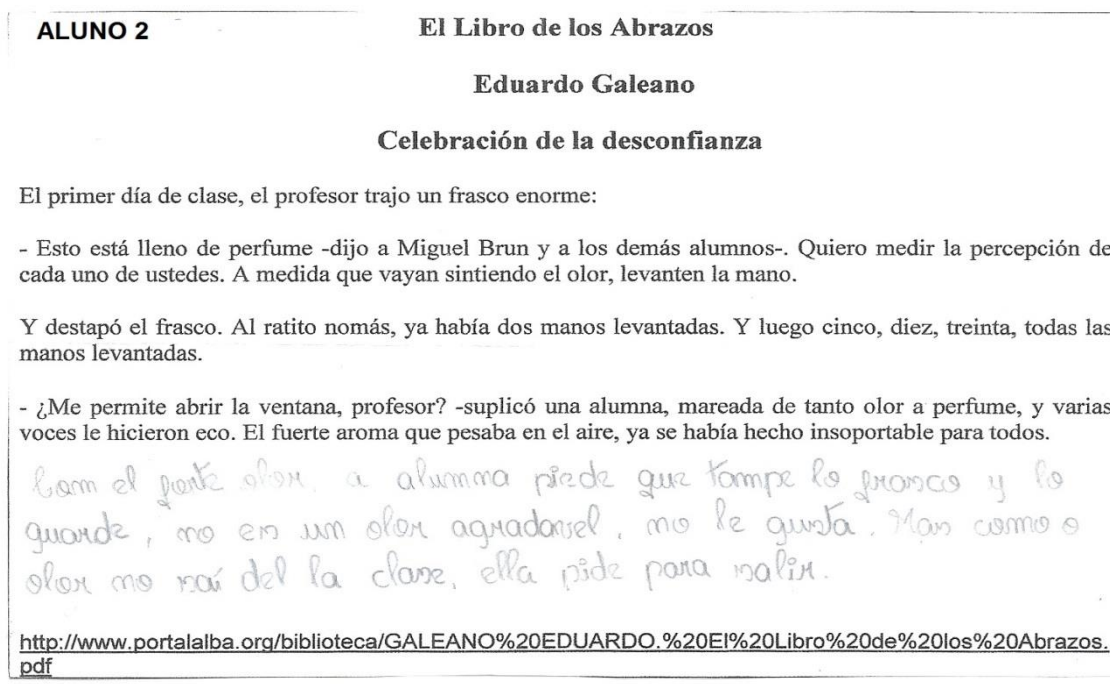 ALUNO 2
El Libro de los Abrazos
Eduardo Galeano
Celebración de la desconfianza
El primer día de clase, el profesor trajo un frasco enorme:
- Esto está lleno de perfume -dijo a Miguel Brun y a los demás alumnos-. Quiero medir la percepción de
cada uno de ustedes. A medida que vayan sintiendo el olor, levanten la mano.
Y destapó el frasco. Al ratito nomás, ya había dos manos levantadas. Y luego cinco, diez, treinta, todas las
manos levantadas.
- ¿Me permite abrir la ventana, profesor? -suplicó una alumna, mareada de tanto olor a perfume, y varias
voces le hicieron eco. El fuerte aroma que pesaba en el aire, ya se había hecho insoportable para todos.
Com el olor, a alumna piede que tampe lo frasco y lo
guarde, no es un olor agradavel, no le gusta. Mas como o
olor no sai del la clase, ella pide para salir.
http://www.portalalba.org/biblioteca/GALEANO%20EDUARDO.%20El%20Libro%20de%20los%20Abrazos.
pdf